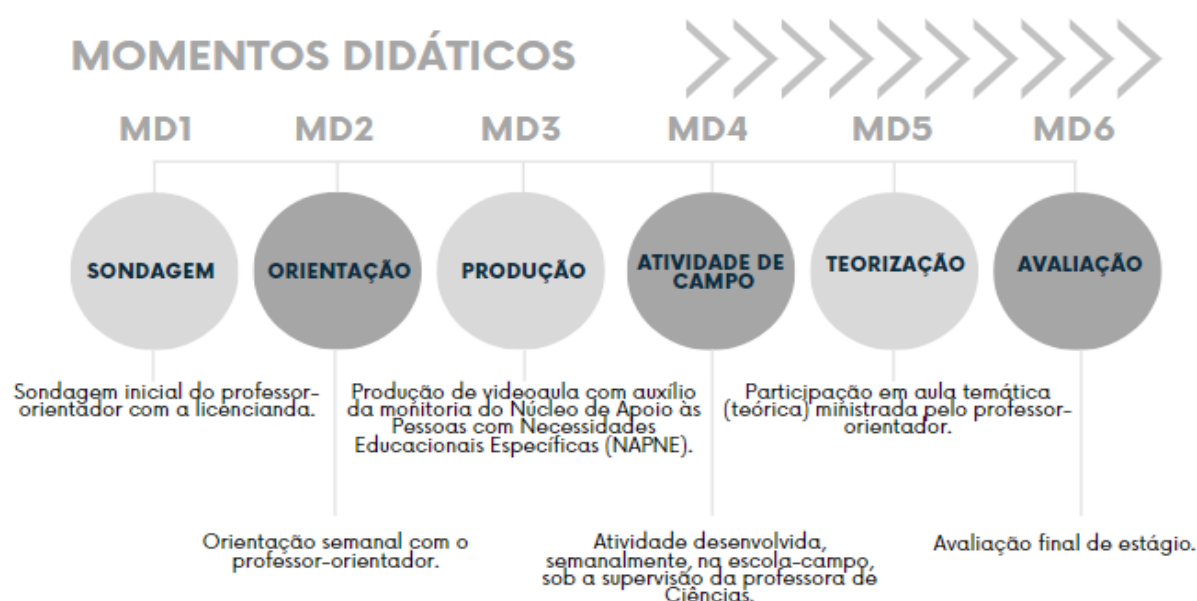 MOMENTOS DIDÁTICOS
MD1
MD2
MD3
MD4
MD5
MD6
SONDAGEM
ORIENTAÇÃO
PRODUÇÃO
ATIVIDADE DE
CAMPO
TEORIZAÇÃO
AVALIAÇÃO
Sondagem inicial do professor-
orientador com a licencianda.
Produção de videoaula com auxílio
da monitoria do Núcleo de Apoio às
Pessoas com Necessidades
Educacionais Específicas (NAPNE).
Participação em aula temática
(teórica) ministrada pelo professor-
orientador.
Orientação semanal com o
professor-orientador.
Atividade desenvolvida,
semanalmente, na escola-campo,
sob a supervisão da professora de
Ciências.
Avaliação final de estágio.